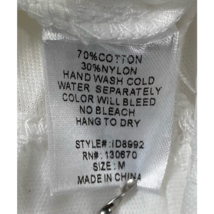 70%COTTON
30%NYLON
HAND WASH COLD
WATER SEPARATELY
COLOR WILL BLEED
NO BLEACH
HANG TO DRY
STYLE#:ID8992
RN#:130670
SIZE: M
MADE IN CHINA